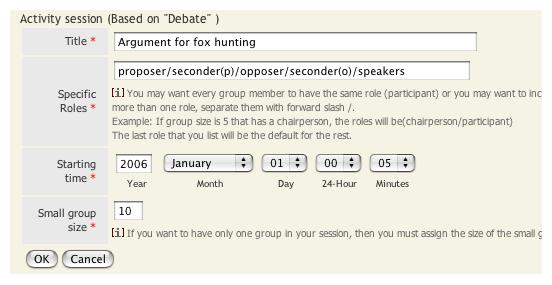 Activity session (Based on "Debate" )
Title * Argument for fox hunting
proposer/seconder(p)/opposer/seconder(o)/speakers
Specific Roles *
[i] You may want every group member to have the same role (participant) or you may want to inc
more than one role, separate them with forward slash /.
Example: If group size is 5 that has a chairperson, the roles will be(chairperson/participant)
The last role that you list will be the default for the rest.
Starting time * 2006 January 01 00 05
Year Month Day 24-Hour Minutes
Small group size * 10
[i] If you want to have only one group in your session, then you must assign the size of the small g
OK Cancel